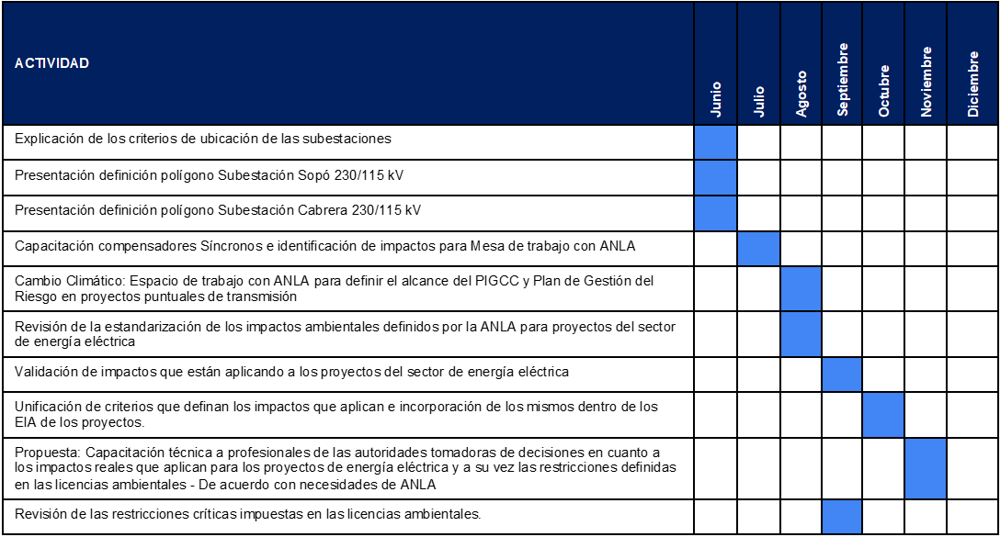 ACTIVIDAD
Junio
Julio
Agosto
Septiembre
Octubre
Noviembre
Diciembre
Explicación de los criterios de ubicación de las subestaciones
Presentación definición polígono Subestación Sopó 230/115 kV
Presentación definición polígono Subestación Cabrera 230/115 kV
Capacitación compensadores Síncronos e identificación de impactos para Mesa de trabajo con ANLA
Cambio Climático: Espacio de trabajo con ANLA para definir el alcance del PIGCC y Plan de Gestión del
Riesgo en proyectos puntuales de transmisión
Revisión de la estandarización de los impactos ambientales definidos por la ANLA para proyectos del sector
de energía eléctrica
Validación de impactos que están aplicando a los proyectos del sector de energía eléctrica
Unificación de criterios que definan los impactos que aplican e incorporación de los mismos dentro de los
EIA de los proyectos.
Propuesta: Capacitación técnica a profesionales de las autoridades tomadoras de decisiones en cuanto a
los impactos reales que aplican para los proyectos de energía eléctrica y a su vez las restricciones definidas
en las licencias ambientales - De acuerdo con necesidades de ANLA
Revisión de las restricciones críticas impuestas en las licencias ambientales.